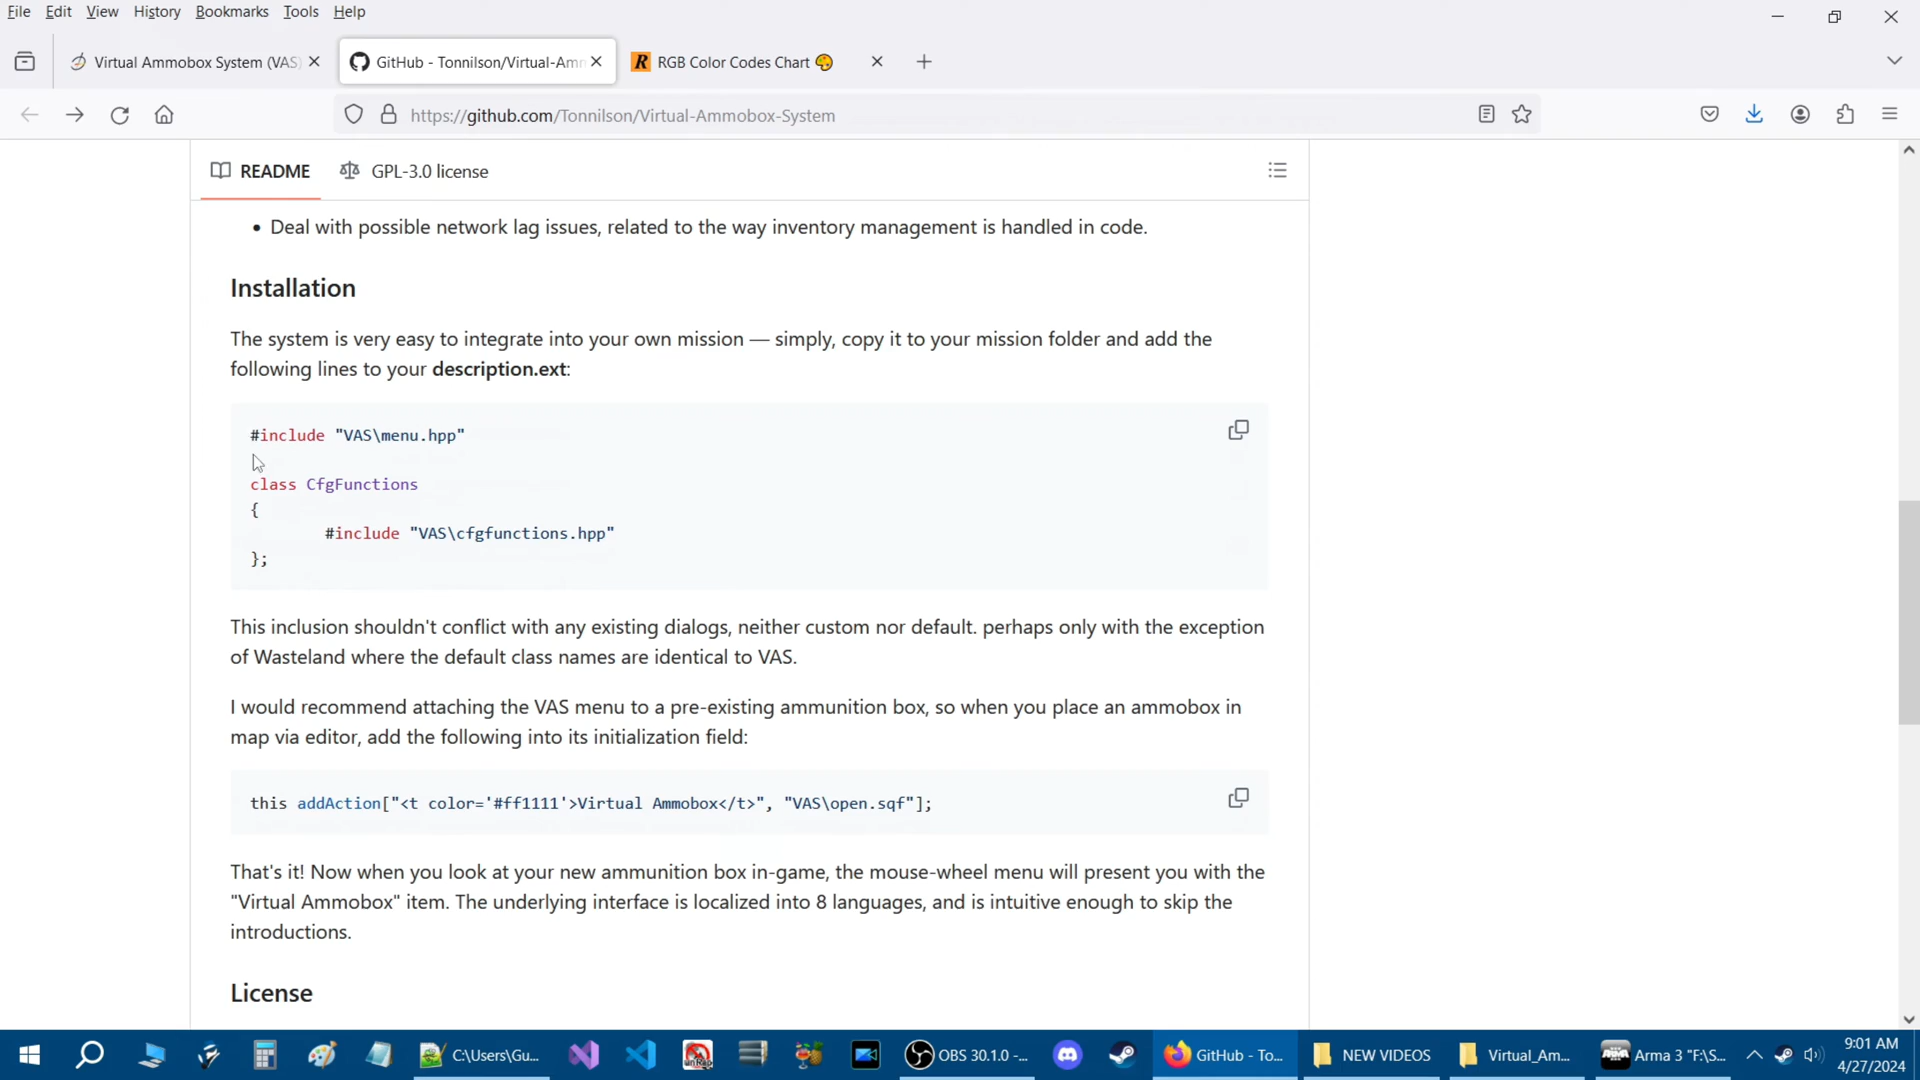 File Edit View History Bookmarks Tools Help
Virtual Ammobox System (VAS)
GitHub - Tonnilson/Virtual-Amm
RGB Color Codes Chart 🎨
https://github.com/Tonnilson/Virtual-Ammobox-System
README GPL-3.0 license
• Deal with possible network lag issues, related to the way inventory management is handled in code.
Installation
The system is very easy to integrate into your own mission — simply, copy it to your mission folder and add the
following lines to your description.ext:
#include "VAS\menu.hpp"
class CfgFunctions
{
#include "VAS\cfgfunctions.hpp"
};
This inclusion shouldn't conflict with any existing dialogs, neither custom nor default. perhaps only with the exception
of Wasteland where the default class names are identical to VAS.
I would recommend attaching the VAS menu to a pre-existing ammunition box, so when you place an ammobox in
map via editor, add the following into its initialization field:
this addAction["<t color='#ff1111'>Virtual Ammobox</t>", "VAS\open.sqf"];
That's it! Now when you look at your new ammunition box in-game, the mouse-wheel menu will present you with the
"Virtual Ammobox" item. The underlying interface is localized into 8 languages, and is intuitive enough to skip the
introductions.
License
C:\Users\Gu... OBS 30.1.0 -... GitHub - To... NEW VIDEOS Virtual_Am... Arma 3 "F:\S...
9:01 AM
4/27/2024